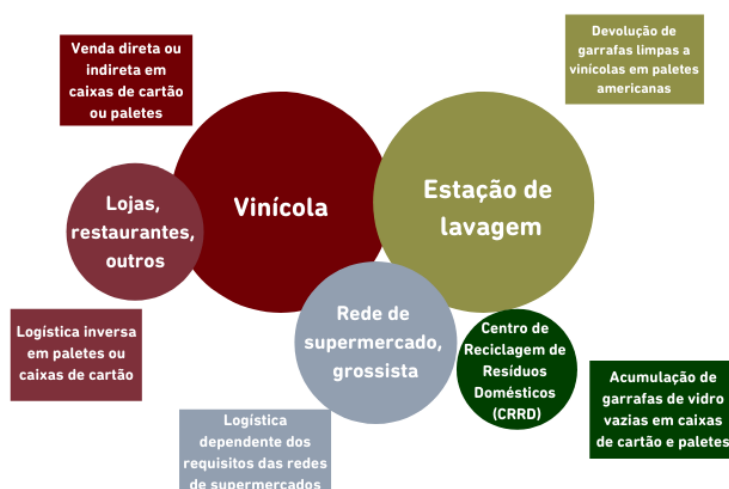 Venda direta ou
indireta em
caixas de cartão
ou paletes
Devolução de
garrafas limpas a
vinícolas em paletes
americanas
Vinícola
Estação de
lavagem
Lojas,
restaurantes,
outros
Rede de
supermercado,
grossista
Centro de
Reciclagem de
Resíduos
Domésticos
(CRRD)
Logística inversa
em paletes ou
caixas de cartão
Acumulação de
garrafas de vidro
vazias em caixas
de cartão e paletes
Logística
dependente dos
requisitos das redes
de supermercados